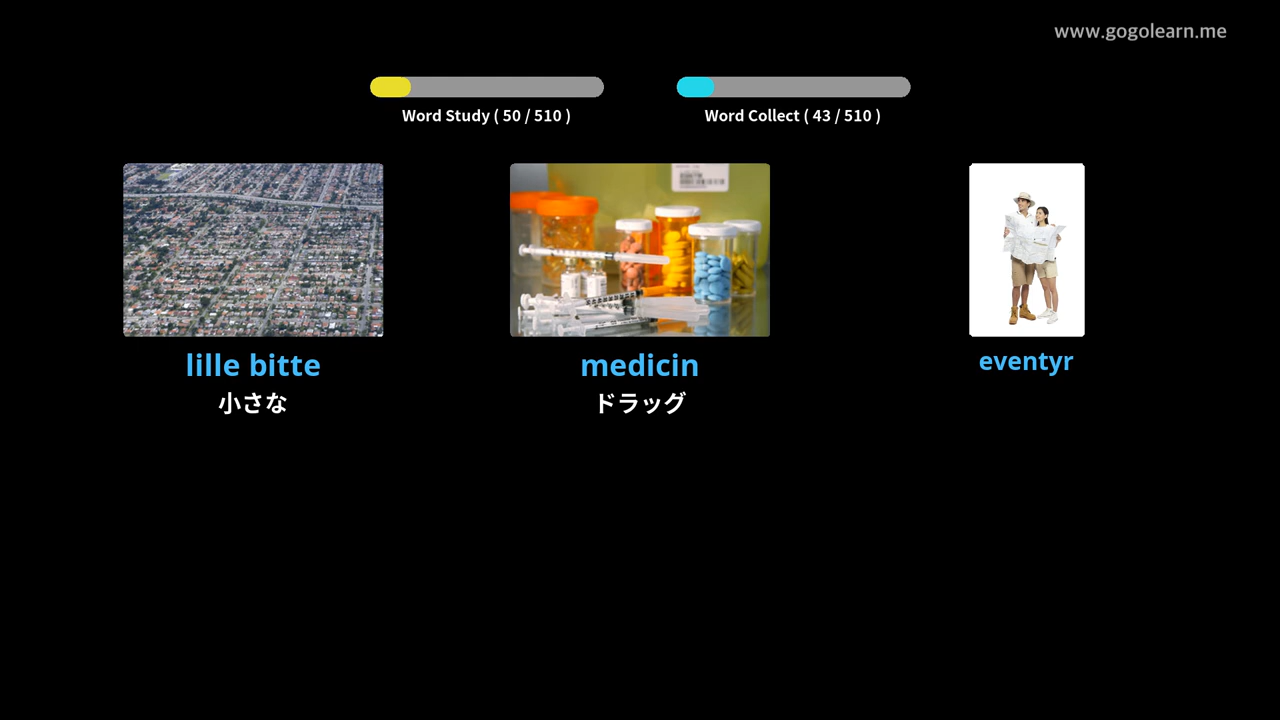 www.gogolearn.me
Word Study ( 50 / 510 )
Word Collect ( 43 / 510 )
lille bitte
小さな
medicin
ドラッグ
eventyr